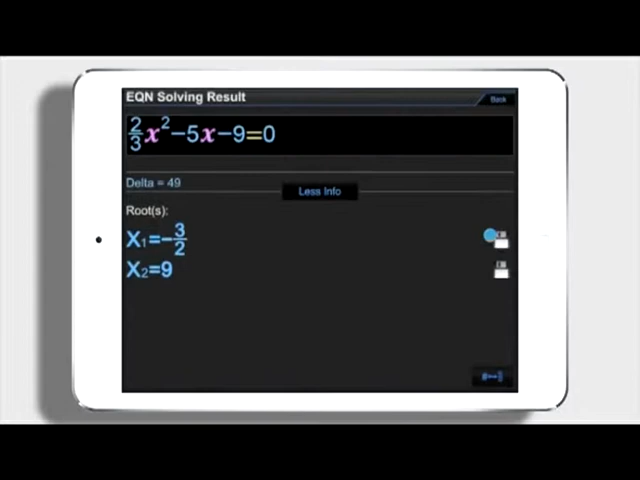 EQN Solving Result
Back
2/3x²−5x−9=0
Delta = 49
Less Info
Root(s):
X₁=−3/2
X₂=9